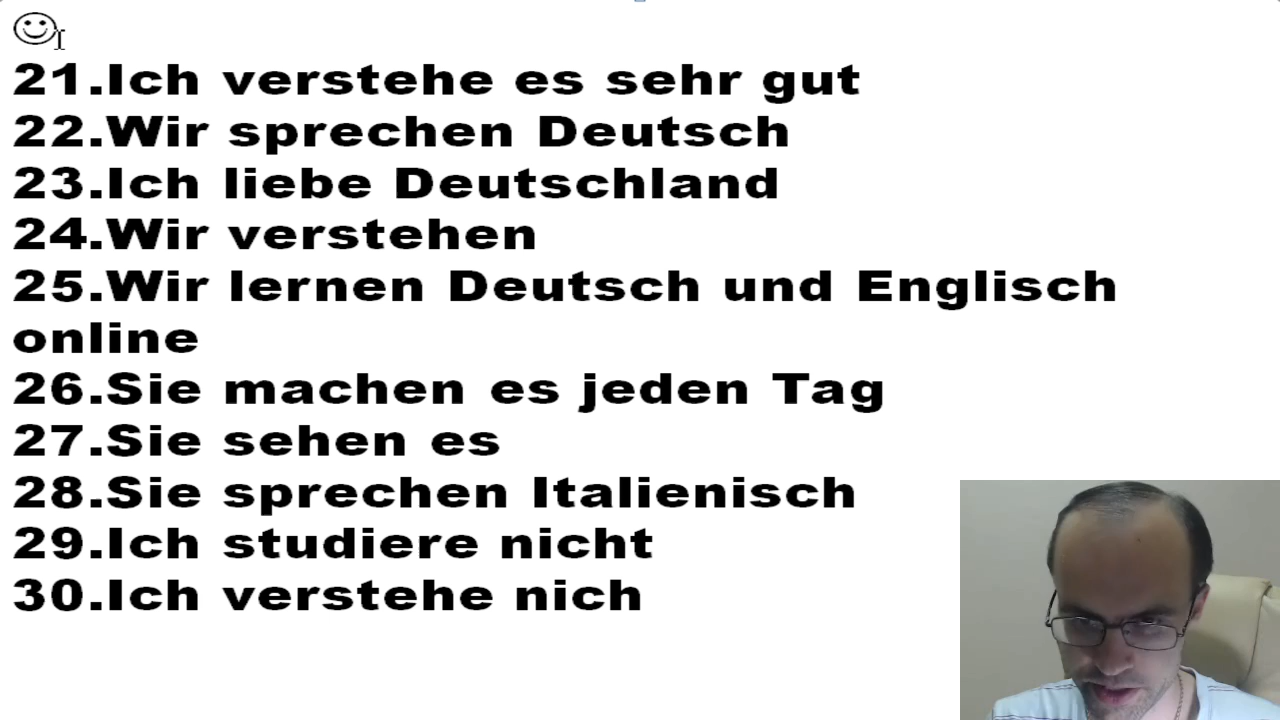 21.Ich verstehe es sehr gut
22.Wir sprechen Deutsch
23.Ich liebe Deutschland
24.Wir verstehen
25.Wir lernen Deutsch und Englisch
online
26.Sie machen es jeden Tag
27.Sie sehen es
28.Sie sprechen Italienisch
29.Ich studiere nicht
30.Ich verstehe nich